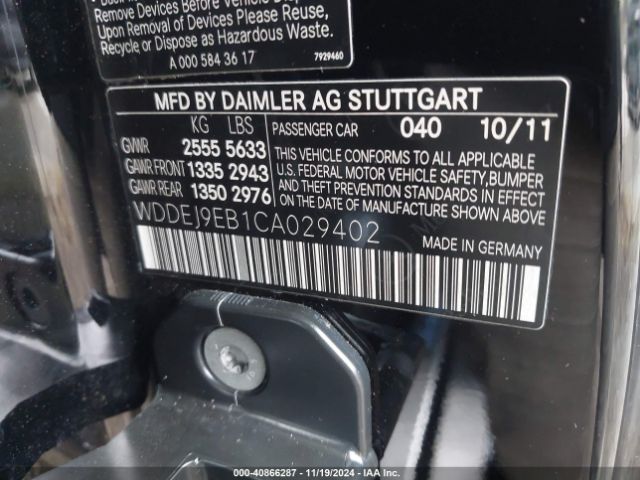 Remove Devices Before Vehicle Disposal
Upon Removal of Devices Please Reuse,
Recycle or Dispose as Hazardous Waste.
A 000 584 36 17
7929460
MFD BY DAIMLER AG STUTTGART
KG LBS
PASSENGER CAR 040 10/11
GVWR 2555 5633
GAWR FRONT 1335 2943
GAWR REAR 1350 2976
THIS VEHICLE CONFORMS TO ALL APPLICABLE
U.S. FEDERAL MOTOR VEHICLE SAFETY, BUMPER
AND THEFT PREVENTION STANDARDS IN EFFECT
ON THE DATE OF MANUFACTURE SHOWN ABOVE.
WDDEJ9EB1CA029402
MADE IN GERMANY
000-40866287 - 11/19/2024 - IAA Inc.